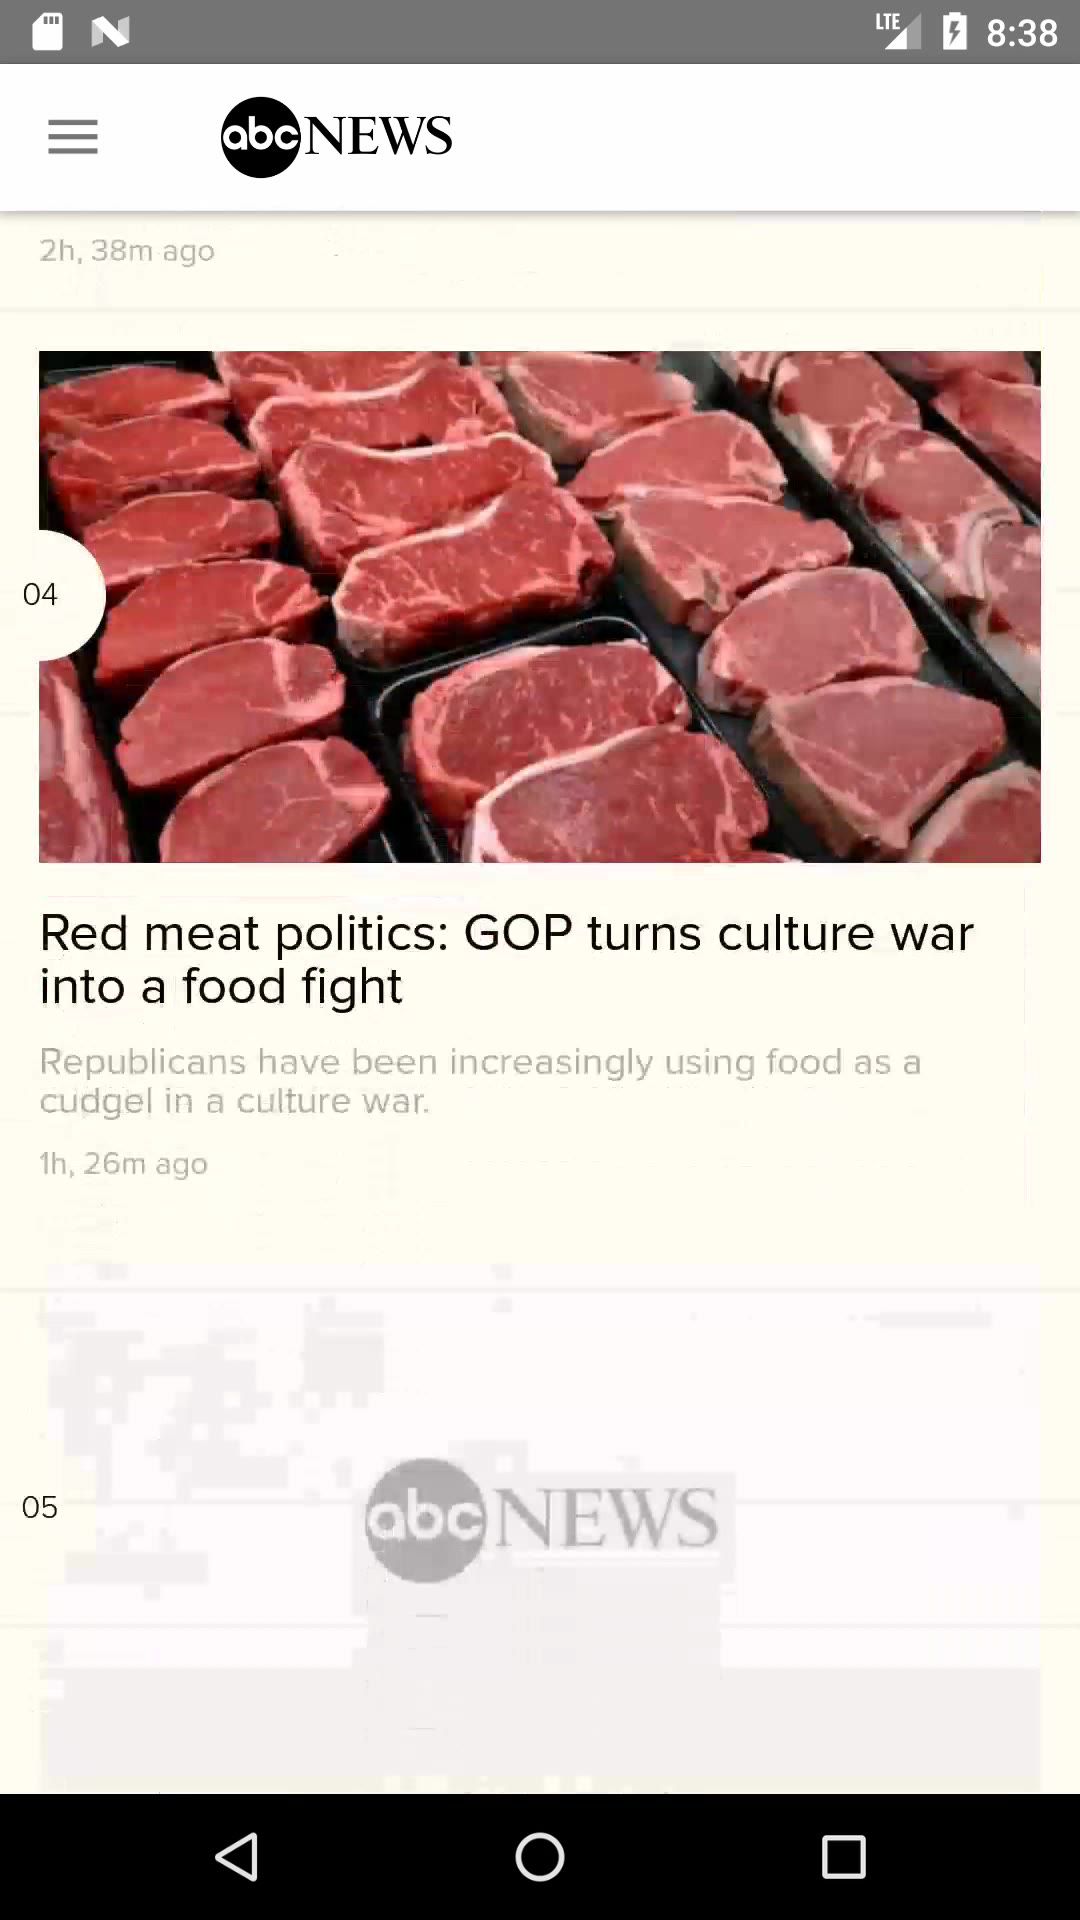 LTE
8:38
abc NEWS
2h, 38m ago
04
Red meat politics: GOP turns culture war
into a food fight
Republicans have been increasingly using food as a
cudgel in a culture war.
1h, 26m ago
05
abc NEWS